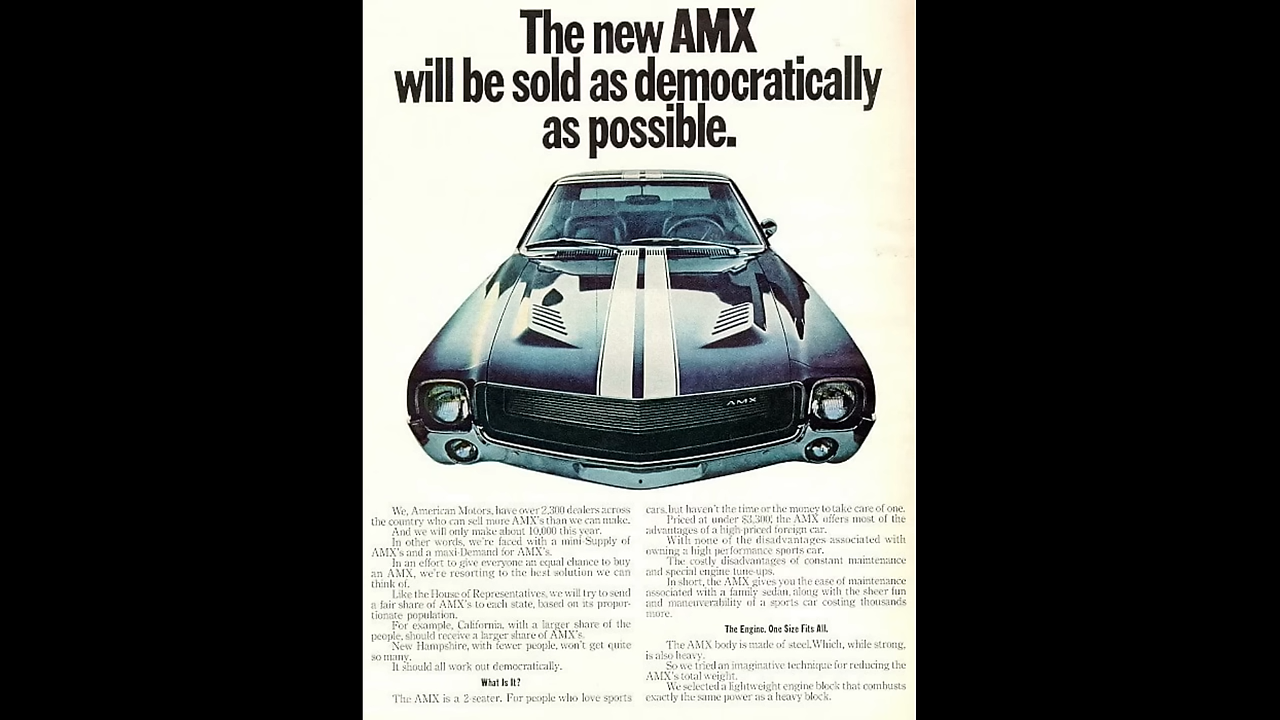 The new AMX
will be sold as democratically
as possible.
AMX
We, American Motors, have over 2,300 dealers across
the country who can sell more AMX's than we can make.
And we will only make about 10,000 this year.
In other words, we're faced with a mini-Supply of
AMX's and a maxi-Demand for AMX's.
In an effort to give everyone an equal chance to buy
an AMX, we're resorting to the best solution we can
think of.
Like the House of Representatives, we will try to send
a fair share of AMX's to each state, based on its propor-
tionate population.
For example, California, with a larger share of the
people, should receive a larger share of AMX's.
New Hampshire, with fewer people, won't get quite
so many.
It should all work out democratically.
What Is It?
The AMX is a 2-seater. For people who love sports
cars, but haven't the time or the money to take care of one.
Priced at under $3,300, the AMX offers most of the
advantages of a high-priced foreign car.
With none of the disadvantages associated with
owning a high performance sports car.
The costly disadvantages of constant maintenance
and special engine tune-ups.
In short, the AMX gives you the ease of maintenance
associated with a family sedan, along with the sheer fun
and maneuverability of a sports car costing thousands
more.
The Engine. One Size Fits All.
The AMX body is made of steel. Which, while strong,
is also heavy.
So we tried an imaginative technique for reducing the
AMX's total weight.
We selected a lightweight engine block that combusts
exactly the same power as a heavy block.